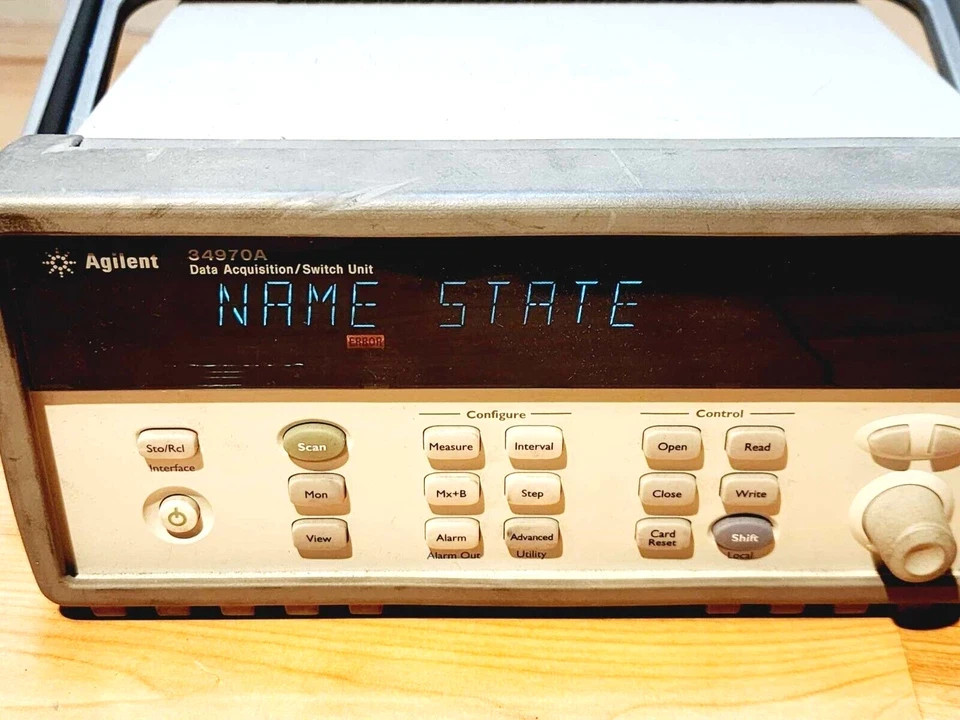 Agilent 34970A
Data Acquisition/Switch Unit
NAME STATE
ERROR
Configure Control
Sto/Rcl Scan Measure Interval Open Read
Interface
Mon Mx+B Step Close Write
View Alarm Advanced Card Reset Shift
Alarm Out Utility Local